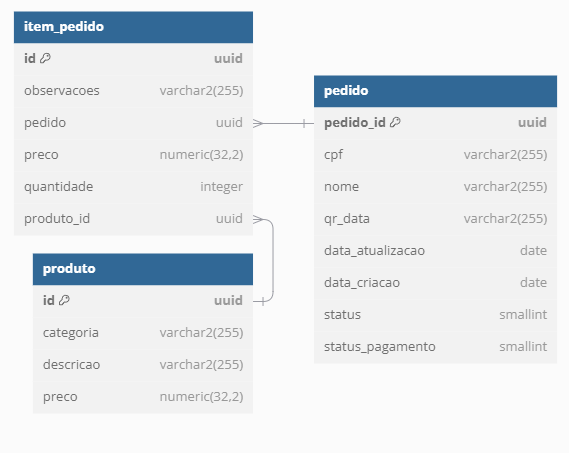 item_pedido
id uuid
observacoes varchar2(255)
pedido uuid
preco numeric(32,2)
quantidade integer
produto_id uuid
produto
id uuid
categoria varchar2(255)
descricao varchar2(255)
preco numeric(32,2)
pedido
pedido_id uuid
cpf varchar2(255)
nome varchar2(255)
qr_data varchar2(255)
data_atualizacao date
data_criacao date
status smallint
status_pagamento smallint